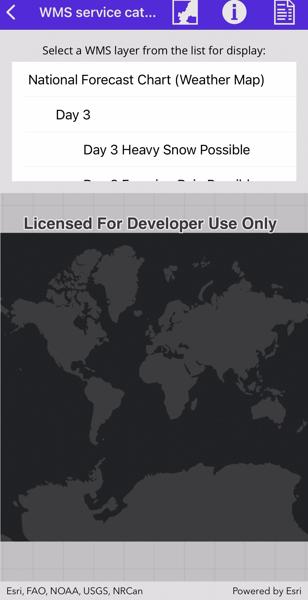 WMS service cat...
Select a WMS layer from the list for display:
National Forecast Chart (Weather Map)
Day 3
Day 3 Heavy Snow Possible
Licensed For Developer Use Only
Esri, FAO, NOAA, USGS, NRCan
Powered by Esri